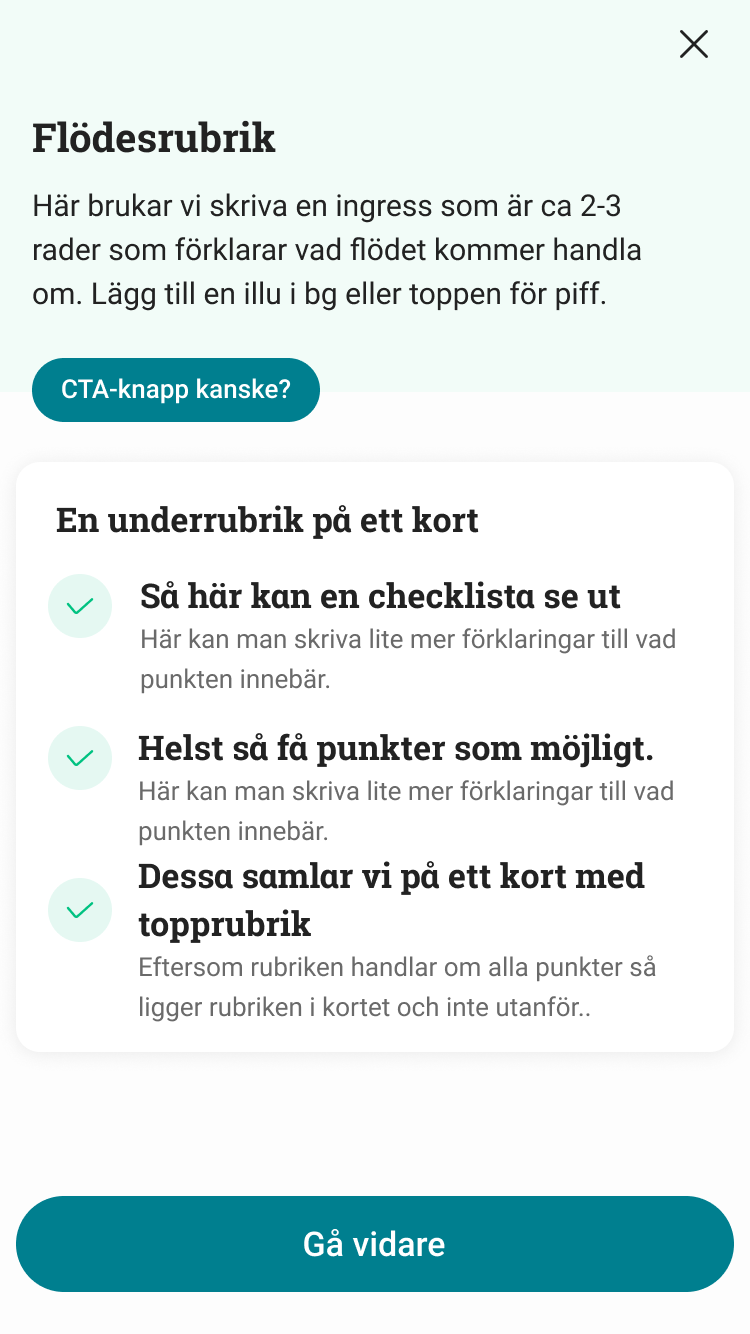 Flödesrubrik
Här brukar vi skriva en ingress som är ca 2-3
rader som förklarar vad flödet kommer handla
om. Lägg till en illu i bg eller toppen för piff.
CTA-knapp kanske?
En underrubrik på ett kort
Så här kan en checklista se ut
Här kan man skriva lite mer förklaringar till vad
punkten innebär.
Helst så få punkter som möjligt.
Här kan man skriva lite mer förklaringar till vad
punkten innebär.
Dessa samlar vi på ett kort med
topprubrik
Eftersom rubriken handlar om alla punkter så
ligger rubriken i kortet och inte utanför..
Gå vidare